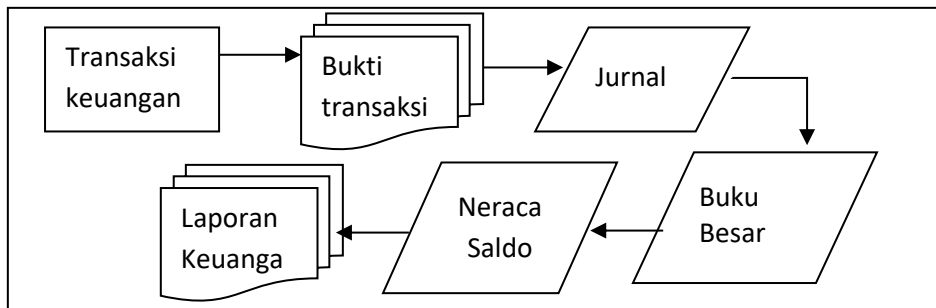 Transaksi
keuangan
Bukti
transaksi
Jurnal
Buku
Besar
Neraca
Saldo
Laporan
Keuanga